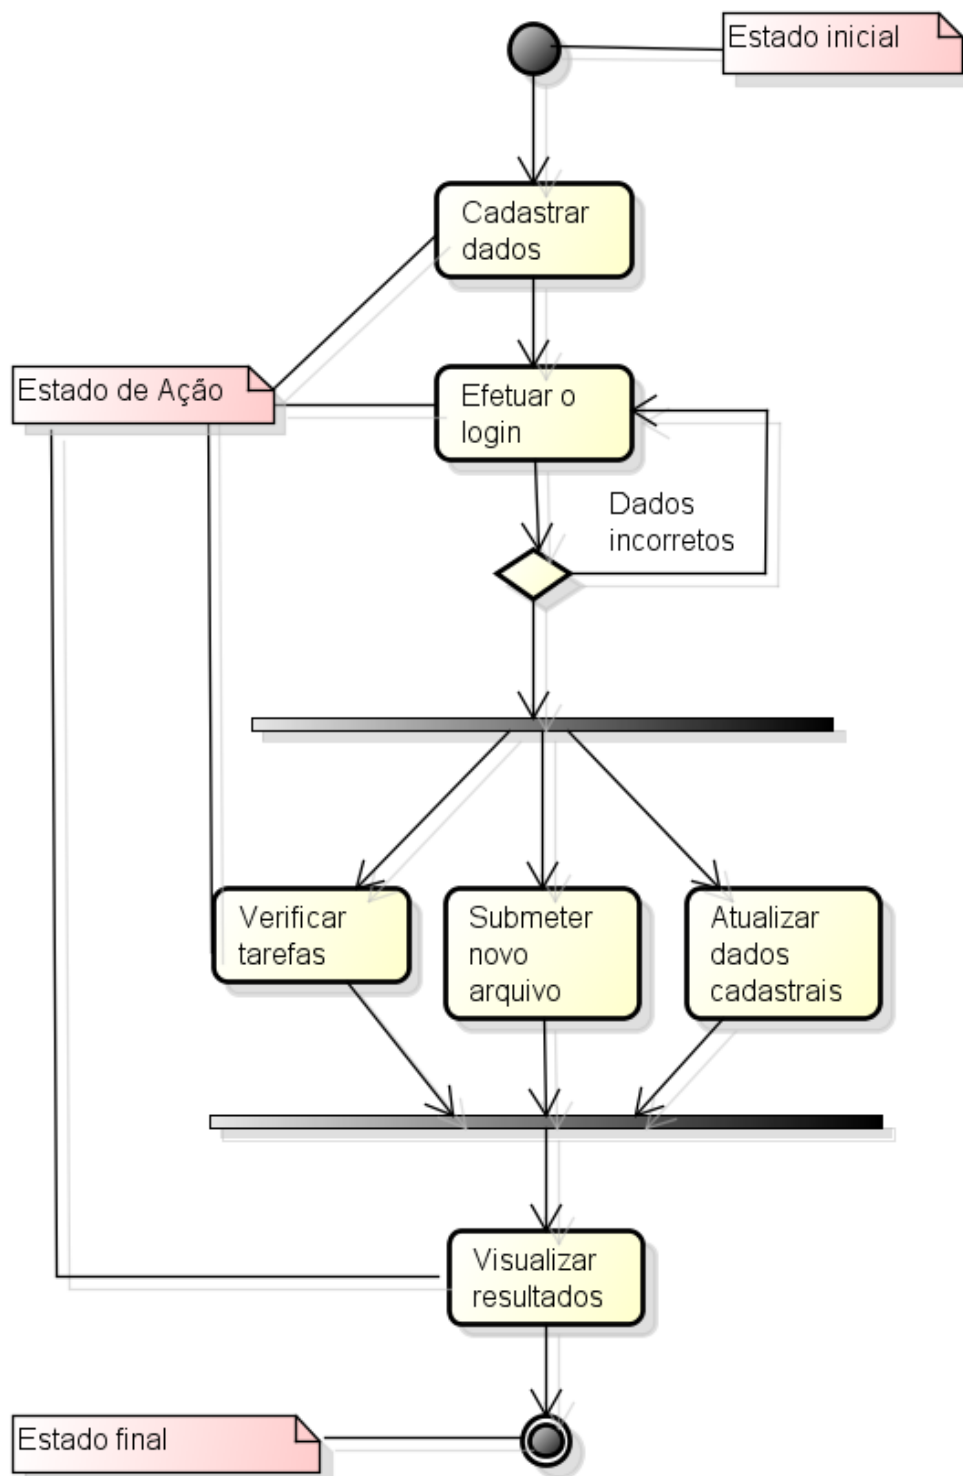 Estado inicial
Cadastrar
dados
Estado de Ação
Efetuar o
login
Dados
incorretos
Verificar
tarefas
Submeter
novo
arquivo
Atualizar
dados
cadastrais
Visualizar
resultados
Estado final